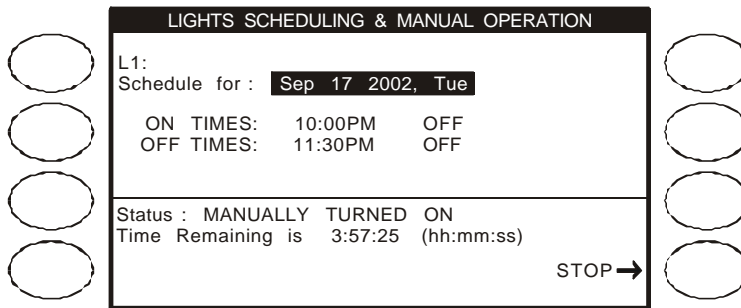 LIGHTS SCHEDULING & MANUAL OPERATION
L1:
Schedule for : Sep 17 2002, Tue
ON TIMES: 10:00PM OFF
OFF TIMES: 11:30PM OFF
Status : MANUALLY TURNED ON
Time Remaining is 3:57:25 (hh:mm:ss)
STOP→